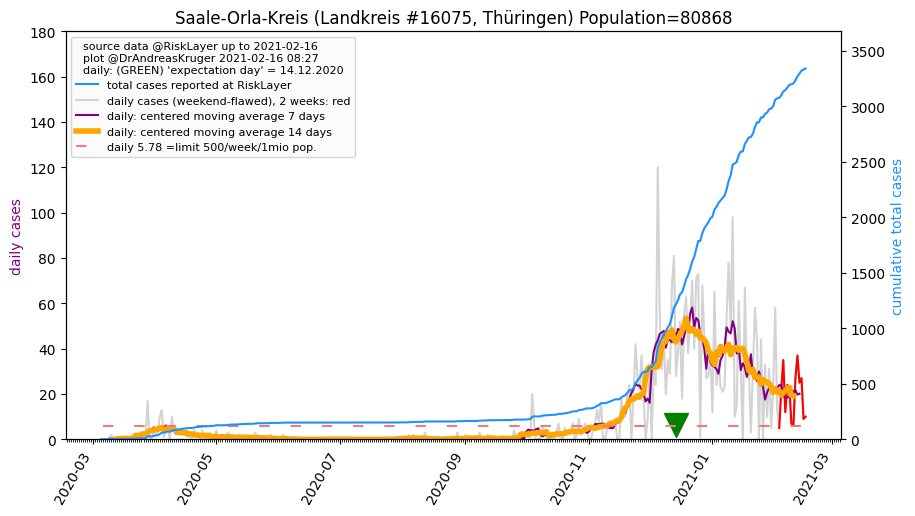 Saale-Orla-Kreis (Landkreis #16075, Thüringen) Population=80868
source data @RiskLayer up to 2021-02-16
plot @DrAndreasKruger 2021-02-16 08:27
daily: (GREEN) 'expectation day' = 14.12.2020
total cases reported at RiskLayer
daily cases (weekend-flawed), 2 weeks: red
daily: centered moving average 7 days
daily: centered moving average 14 days
daily 5.78 =limit 500/week/1mio pop.
daily cases
180
160
140
120
100
80
60
40
20
0
cumulative total cases
3500
3000
2500
2000
1500
1000
500
0
2020-03
2020-05
2020-07
2020-09
2020-11
2021-01
2021-03